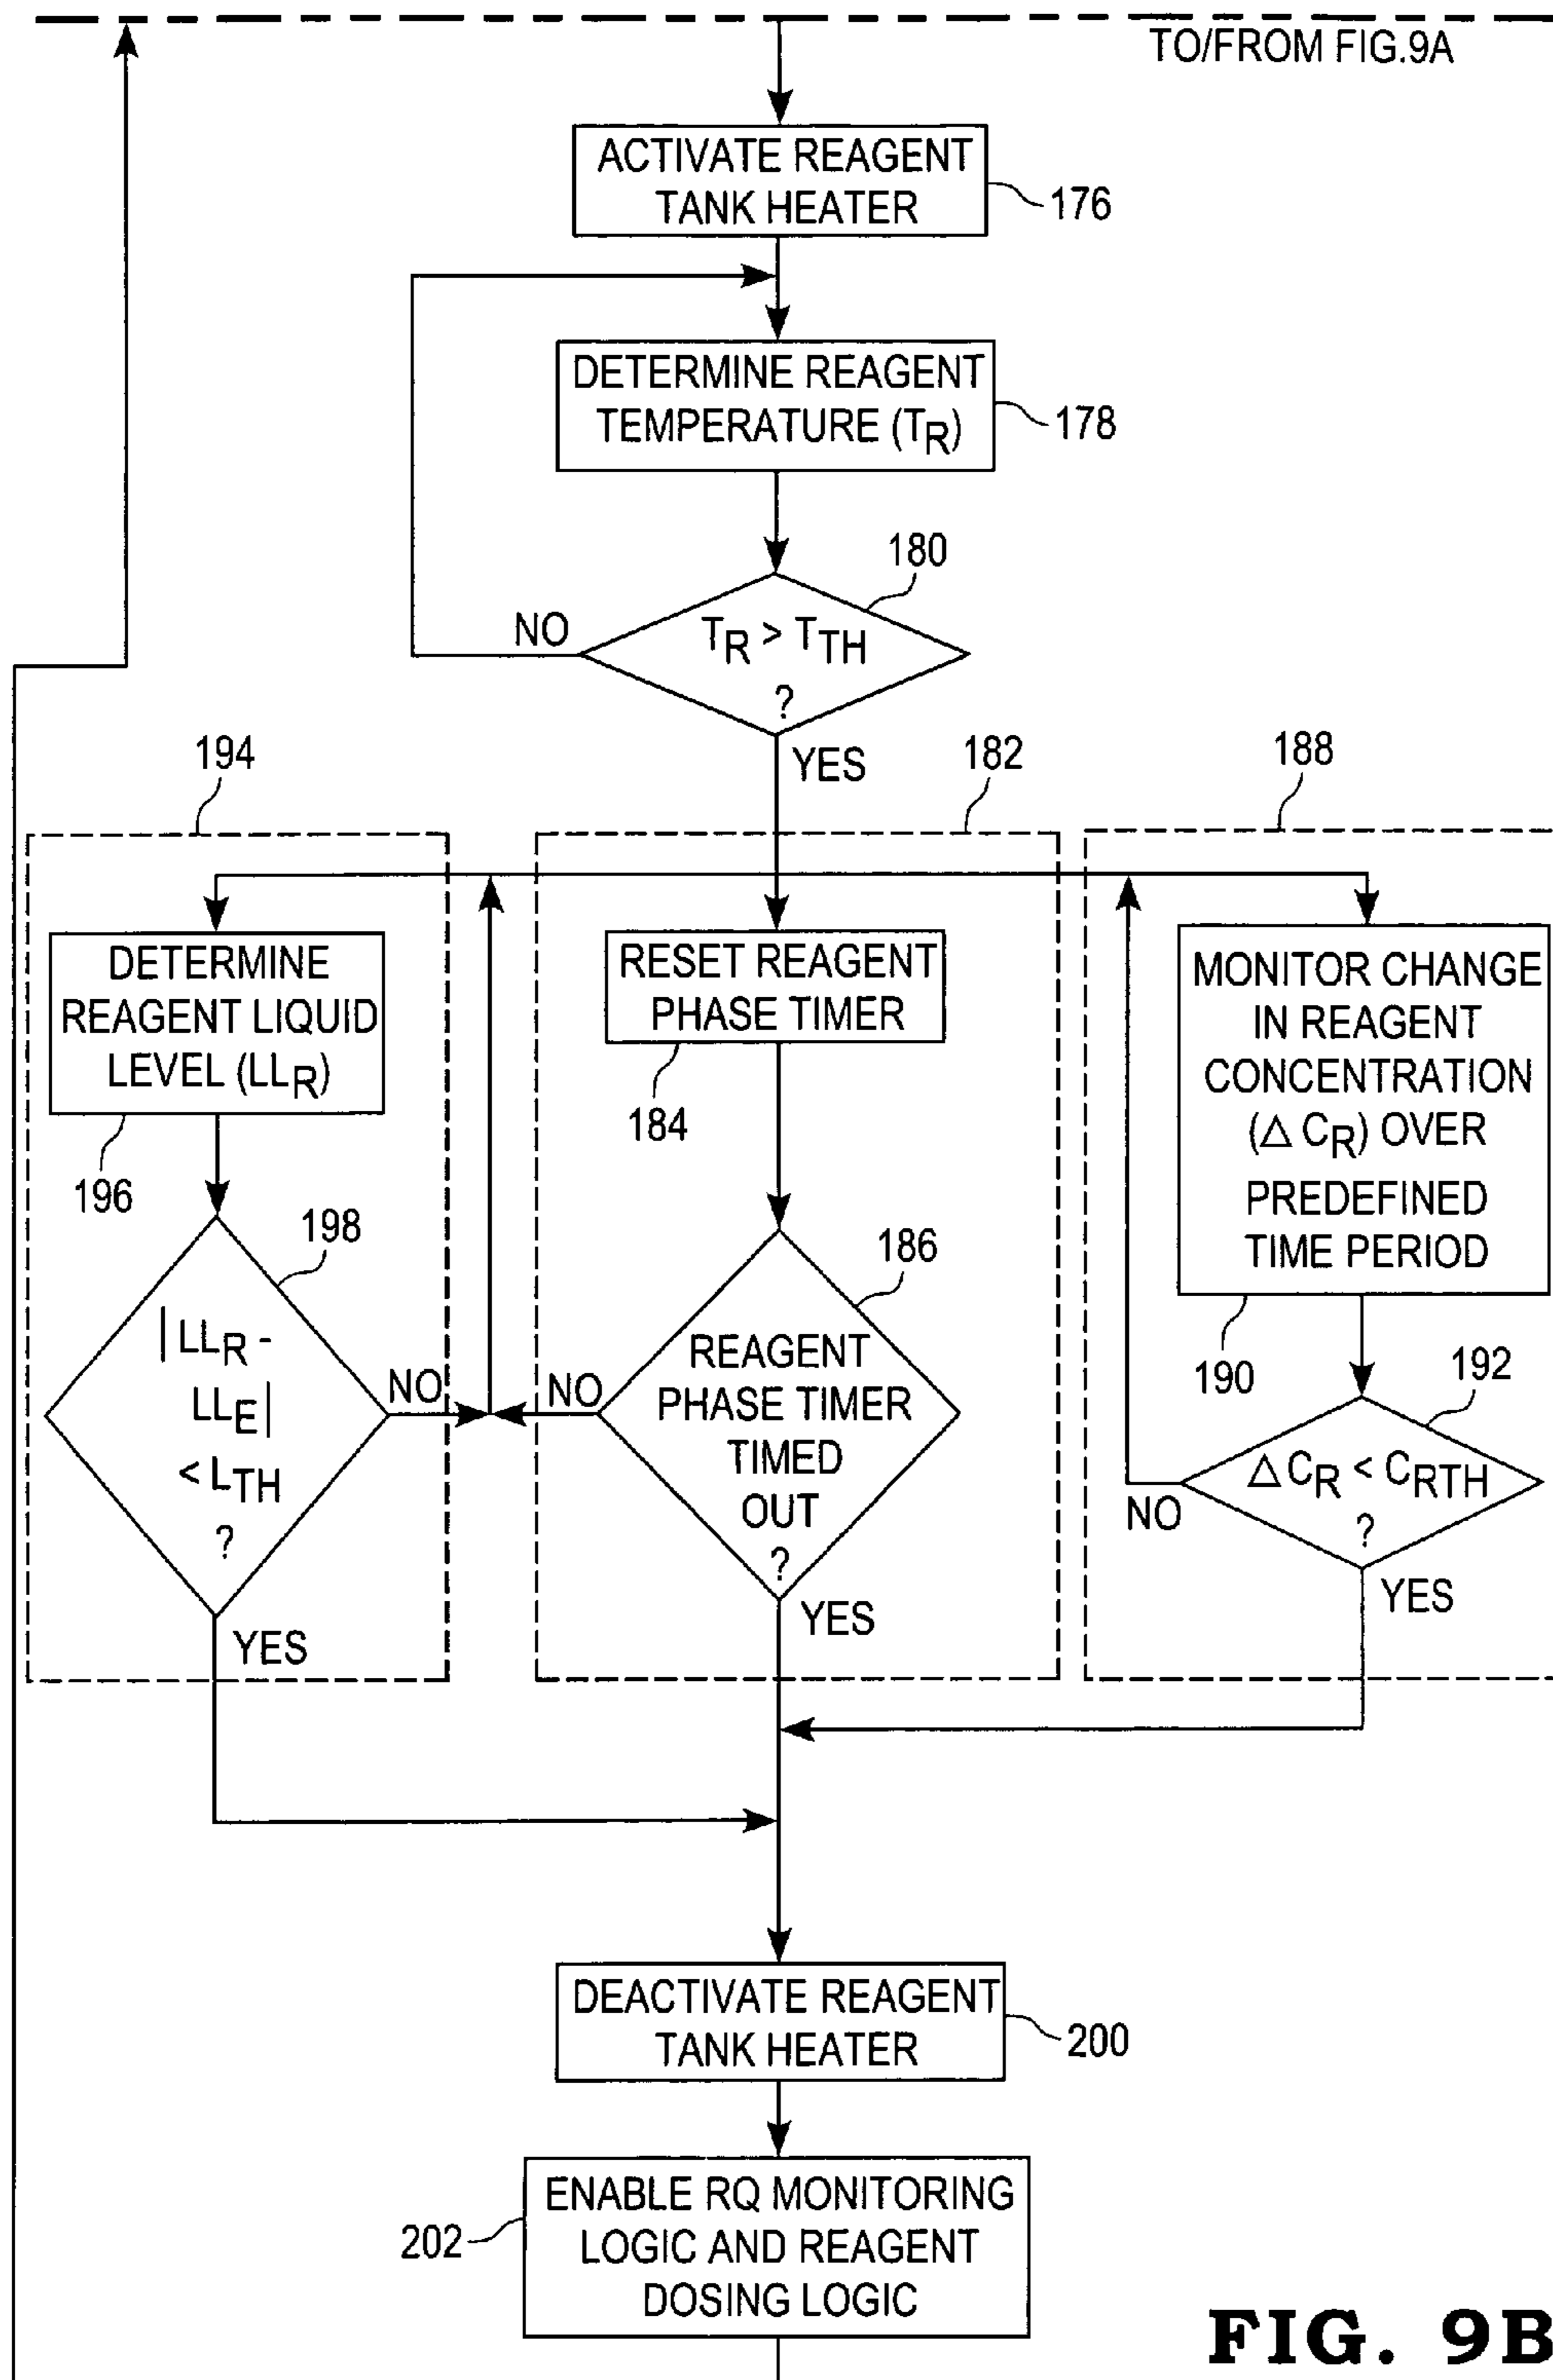 TO/FROM FIG.9A
ACTIVATE REAGENT
TANK HEATER
176
DETERMINE REAGENT
TEMPERATURE (TR)
178
180
NO
TR > TTH
?
YES
194
182
188
DETERMINE
REAGENT LIQUID
LEVEL (LLR)
196
RESET REAGENT
PHASE TIMER
184
MONITOR CHANGE
IN REAGENT
CONCENTRATION
(Δ CR) OVER
PREDEFINED
TIME PERIOD
190
198
|LLR -
LLE|
< LTH
?
NO
YES
186
NO
REAGENT
PHASE TIMER
TIMED
OUT
?
YES
192
Δ CR < CRTH
?
NO
YES
DEACTIVATE REAGENT
TANK HEATER
200
ENABLE RQ MONITORING
LOGIC AND REAGENT
DOSING LOGIC
202
FIG. 9B